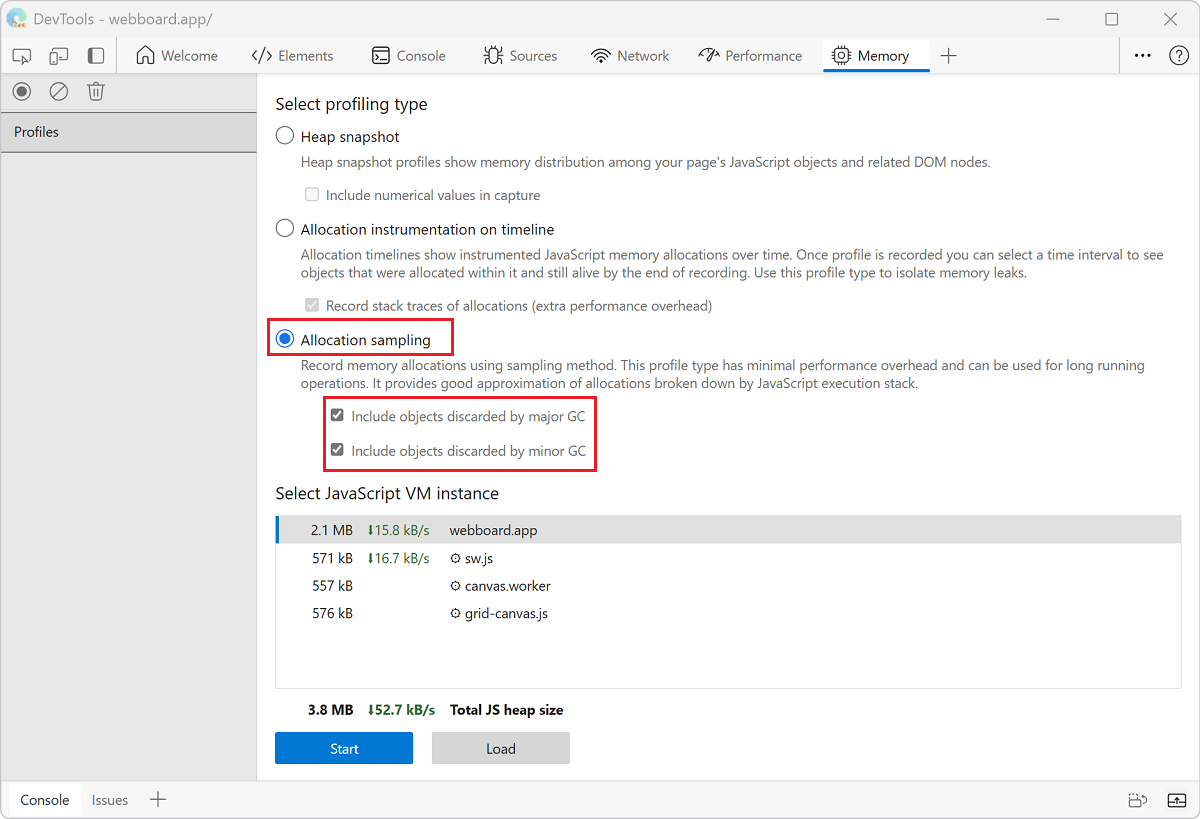 DevTools - webboard.app/
Welcome Elements Console Sources Network Performance Memory
Profiles
Select profiling type
Heap snapshot
Heap snapshot profiles show memory distribution among your page's JavaScript objects and related DOM nodes.
Include numerical values in capture
Allocation instrumentation on timeline
Allocation timelines show instrumented JavaScript memory allocations over time. Once profile is recorded you can select a time interval to see
objects that were allocated within it and still alive by the end of recording. Use this profile type to isolate memory leaks.
Record stack traces of allocations (extra performance overhead)
Allocation sampling
Record memory allocations using sampling method. This profile type has minimal performance overhead and can be used for long running
operations. It provides good approximation of allocations broken down by JavaScript execution stack.
Include objects discarded by major GC
Include objects discarded by minor GC
Select JavaScript VM instance
2.1 MB ⬇15.8 kB/s webboard.app
571 kB ⬇16.7 kB/s sw.js
557 kB canvas.worker
576 kB grid-canvas.js
3.8 MB ⬇52.7 kB/s Total JS heap size
Start Load
Console Issues